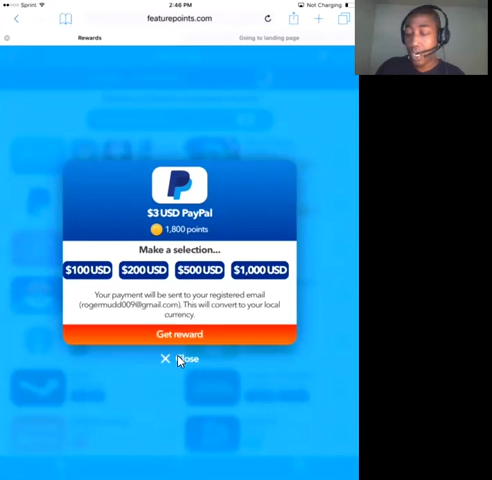 Sprint 2:46 PM Not Charging
featurepoints.com
Rewards Going to landing page
$3 USD PayPal
1,800 points
Make a selection...
$100 USD $200 USD $500 USD $1,000 USD
Your payment will be sent to your registered email
(rogermudd009@gmail.com). This will convert to your local
currency.
Get reward